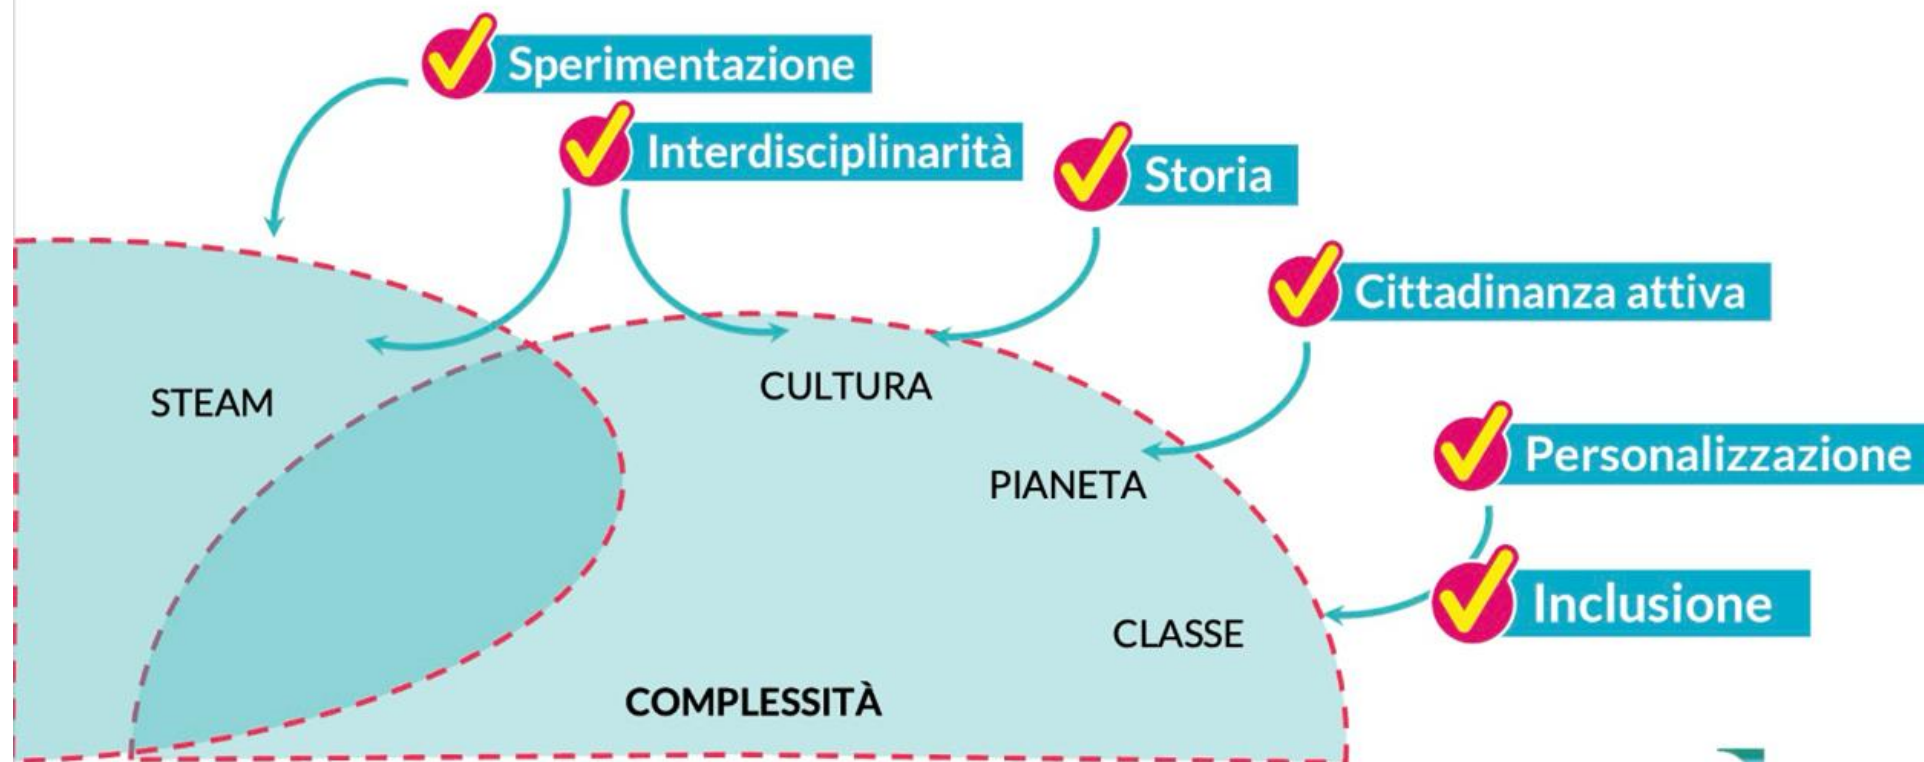 Sperimentazione
Interdisciplinarità
Storia
Cittadinanza attiva
STEAM
CULTURA
Personalizzazione
PIANETA
Inclusione
CLASSE
COMPLESSITÀ